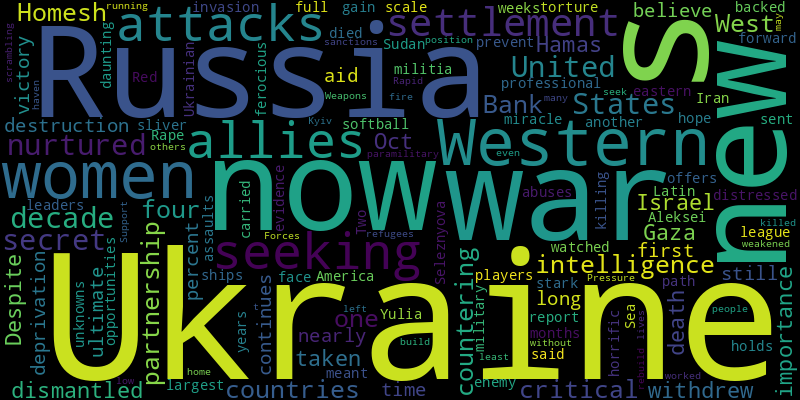 Homesh
running
invasion
full
scale
gain
weeks
torture
believe
backed
attacks
settlement
West
forward
may
died
sanctions
Sudan
position
prevent
Hamas
scrambling
victory
Russia
s
new
daunting
Red
Ukrainian
ferocious
aid
militia
United
eastern
Iran
professional
haven
Rapid
Weapons
fire
many
Bank
States
seek
sent
destruction
sliver
Rape
others
Kyiv
softball
miracle
another
hope
nurtured
allies
Oct
paramilitary
Western
even
women
now
war
killing
offers
Latin
distressed
leaders
decade
Support
four
carried
evidence
Two
abuses
Israel
Aleksei
killed
secret
assaults
Forces
refugees
Seleznyova
Gaza
league
weakened
Despite
deprivation
unknowns
ultimate
opportunities
partnership
percent
seeking
countering
watched
first
still
Ukraine
intelligence
ships
face
America
players
Pressure
stark
path
importance
continues
years
left
Yulia
military
long
Sea
death
people
one
build
report
months
horrific
rebuild
lives
nearly
without
said
holds
taken
least
low
home
meant
enemy
worked
dismantled
largest
countries
time
critical
withdrew